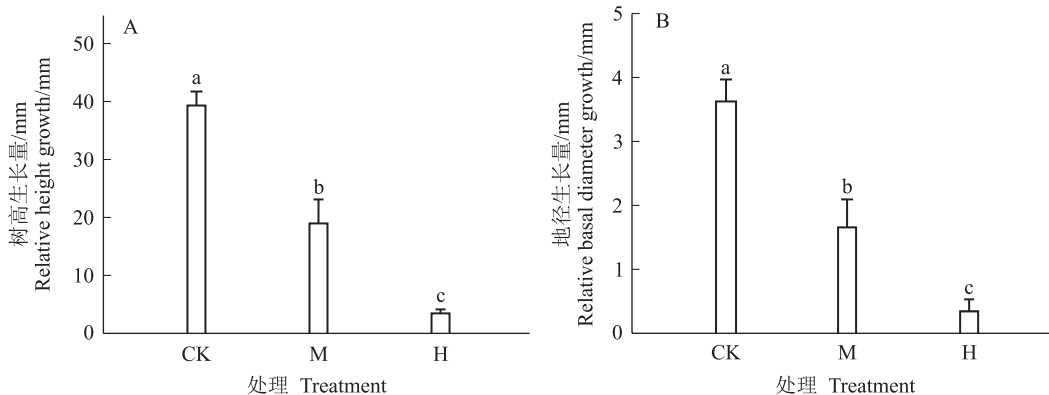 A
树高生长量/mm
Relative height growth/mm
50
40
30
20
10
0
a
b
c
CK M H
处理 Treatment
B
地径生长量/mm
Relative basal diameter growth/mm
5
4
3
2
1
0
a
b
c
CK M H
处理 Treatment